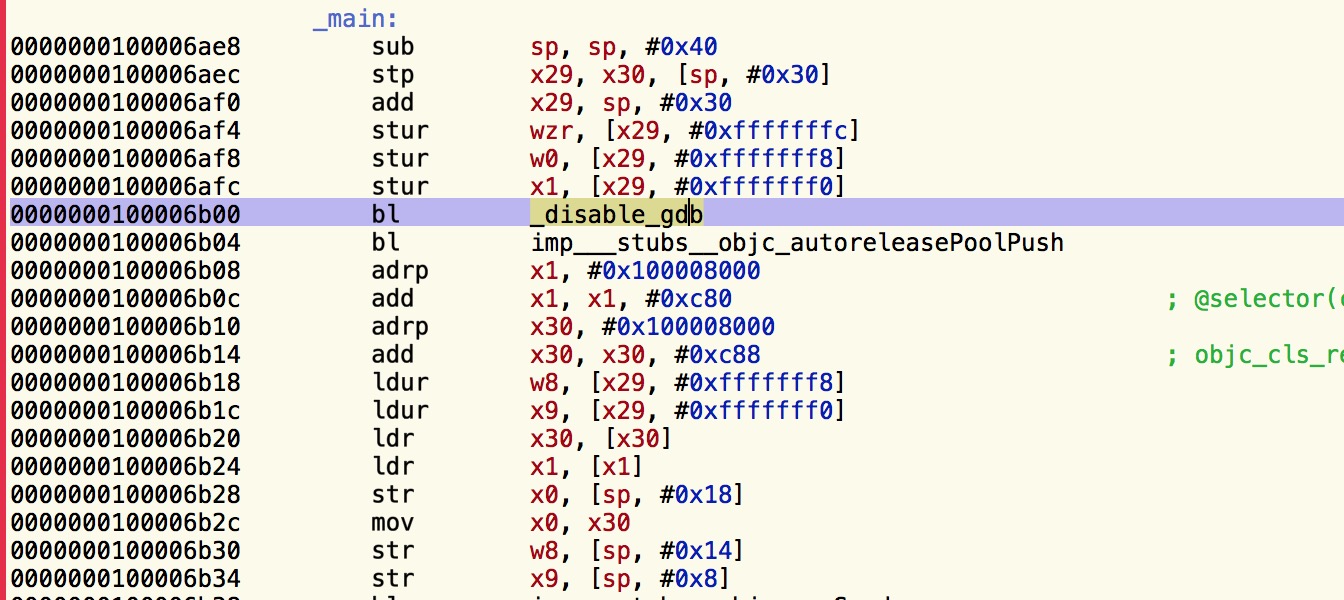 _main:
0000000100006ae8 sub sp, sp, #0x40
0000000100006aec stp x29, x30, [sp, #0x30]
0000000100006af0 add x29, sp, #0x30
0000000100006af4 stur wzr, [x29, #0xfffffffc]
0000000100006af8 stur w0, [x29, #0xfffffff8]
0000000100006afc stur x1, [x29, #0xfffffff0]
0000000100006b00 bl _disable_gdb
0000000100006b04 bl imp___stubs__objc_autoreleasePoolPush
0000000100006b08 adrp x1, #0x100008000
0000000100006b0c add x1, x1, #0xc80 ; @selector(
0000000100006b10 adrp x30, #0x100008000
0000000100006b14 add x30, x30, #0xc88 ; objc_cls_re
0000000100006b18 ldur w8, [x29, #0xfffffff8]
0000000100006b1c ldur x9, [x29, #0xfffffff0]
0000000100006b20 ldr x30, [x30]
0000000100006b24 ldr x1, [x1]
0000000100006b28 str x0, [sp, #0x18]
0000000100006b2c mov x0, x30
0000000100006b30 str w8, [sp, #0x14]
0000000100006b34 str x9, [sp, #0x8]